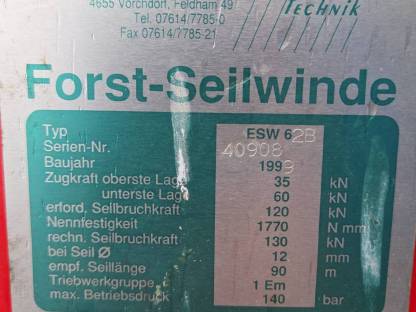 4655 Vorchdorf, Feldham 49
Tel. 07614/7785-0
Fax 07614/7785-21
TECHNIK
Forst-Seilwinde
Typ ESW 62B
Serien-Nr. 40908
Baujahr 1999
Zugkraft oberste Lage 35 kN
unterste Lage 60 kN
erford. Seilbruchkraft 120 kN
Nennfestigkeit 1770 N mm
rechn. Seilbruchkraft 130 kN
bei Seil Ø 12 mm
empf. Seillänge 90 m
Triebwerkgruppe 1 Em
max. Betriebsdruck 140 bar